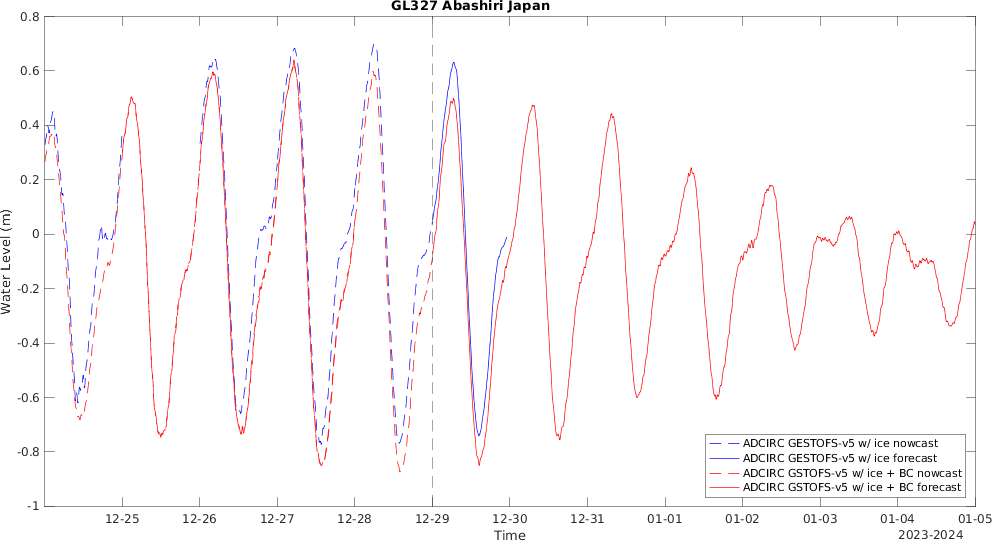 GL327 Abashiri Japan
0.8
0.6
0.4
0.2
0
-0.2
-0.4
-0.6
-0.8
-1
Water Level (m)
12-25 12-26 12-27 12-28 12-29 12-30 12-31 01-01 01-02 01-03 01-04 01-05
Time
2023-2024
ADCIRC GESTOFS-v5 w/ ice nowcast
ADCIRC GESTOFS-v5 w/ ice forecast
ADCIRC GSTOFS-v5 w/ ice + BC nowcast
ADCIRC GSTOFS-v5 w/ ice + BC forecast